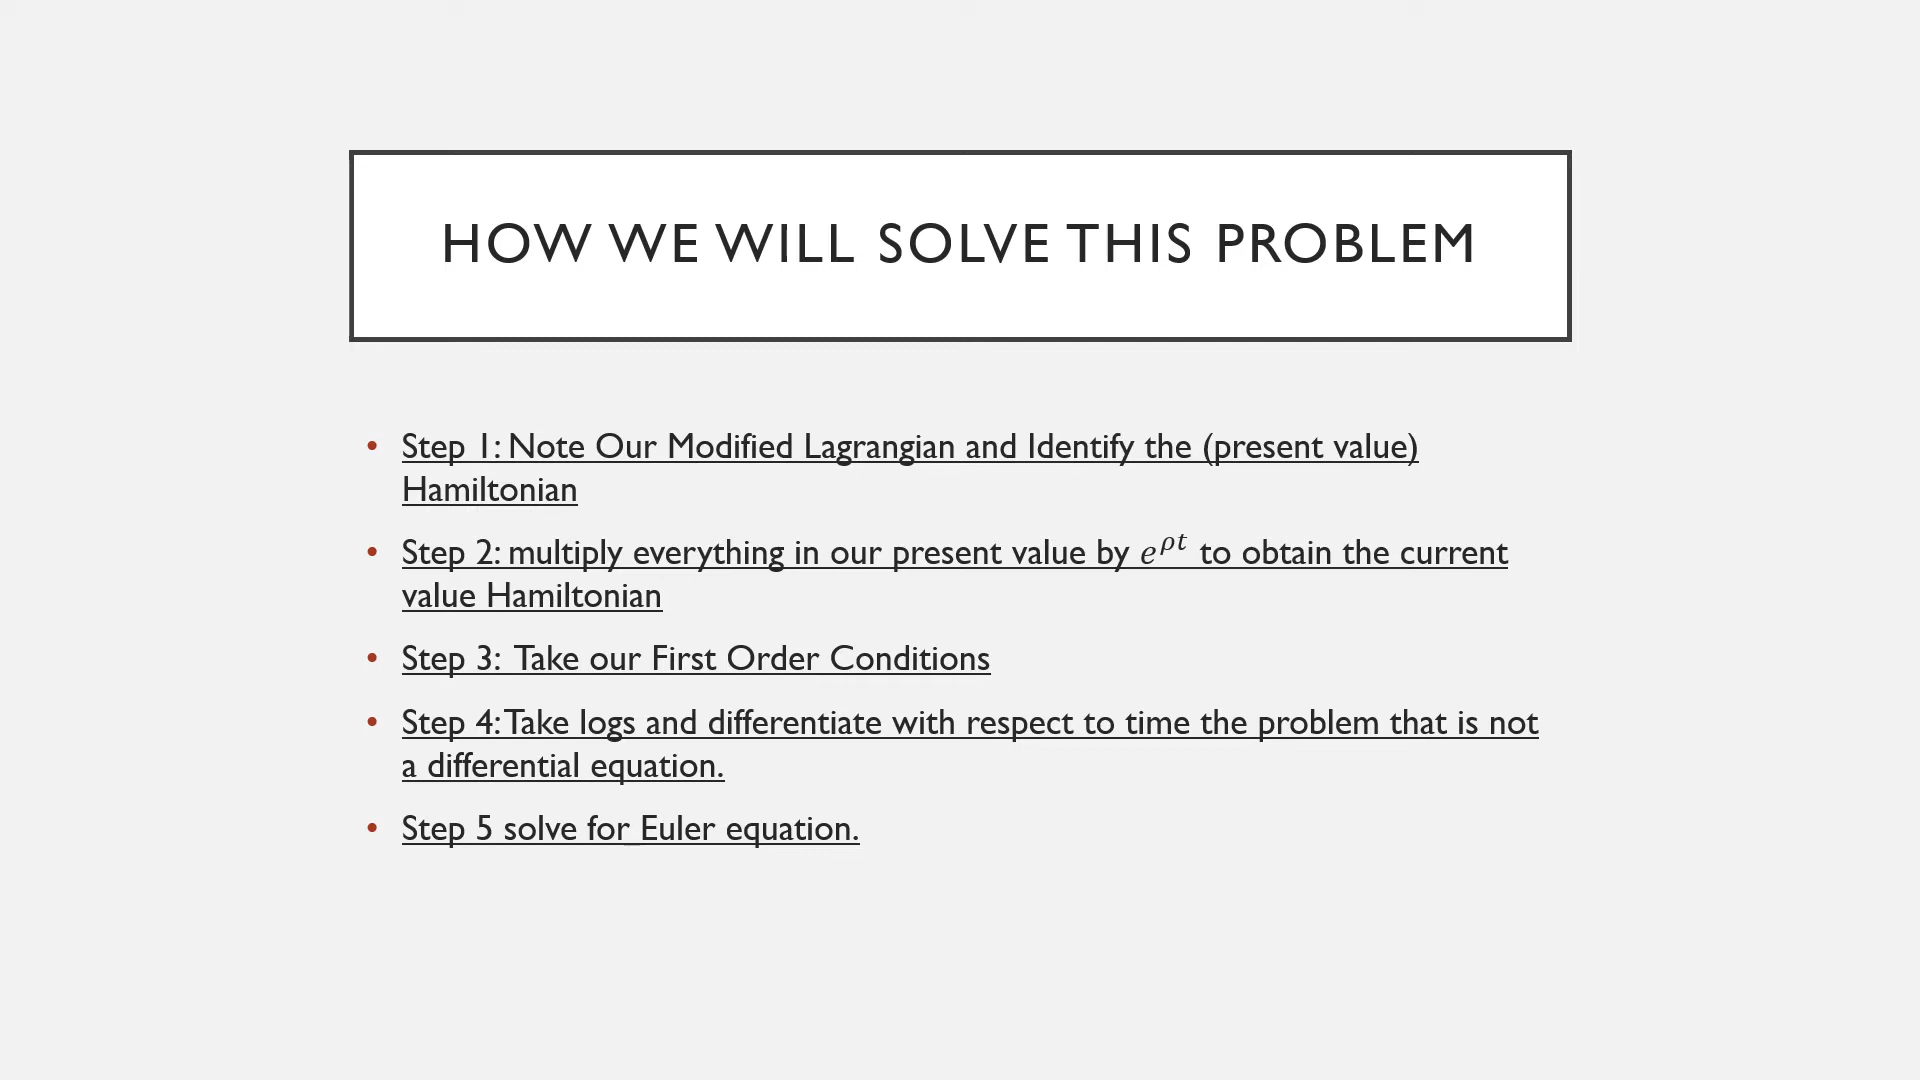 HOW WE WILL SOLVE THIS PROBLEM
• Step 1: Note Our Modified Lagrangian and Identify the (present value)
Hamiltonian
• Step 2: multiply everything in our present value by $e^{\rho t}$ to obtain the current
value Hamiltonian
• Step 3:  Take our First Order Conditions
• Step 4: Take logs and differentiate with respect to time the problem that is not
a differential equation.
• Step 5 solve for Euler equation.